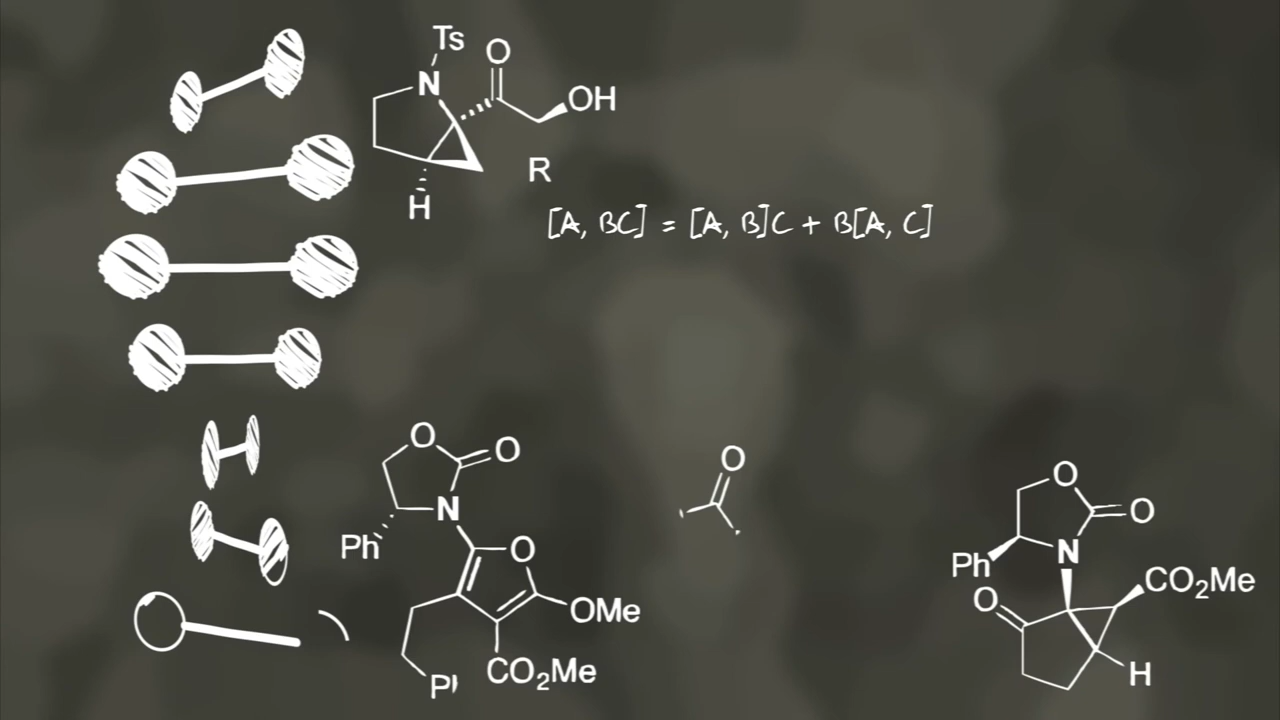 Ts
N
O
OH
R
H
[A, BC] = [A, B]C + B[A, C]
O
O
N
Ph
O
OMe
CO₂Me
O
O
O
N
Ph
O
CO₂Me
H